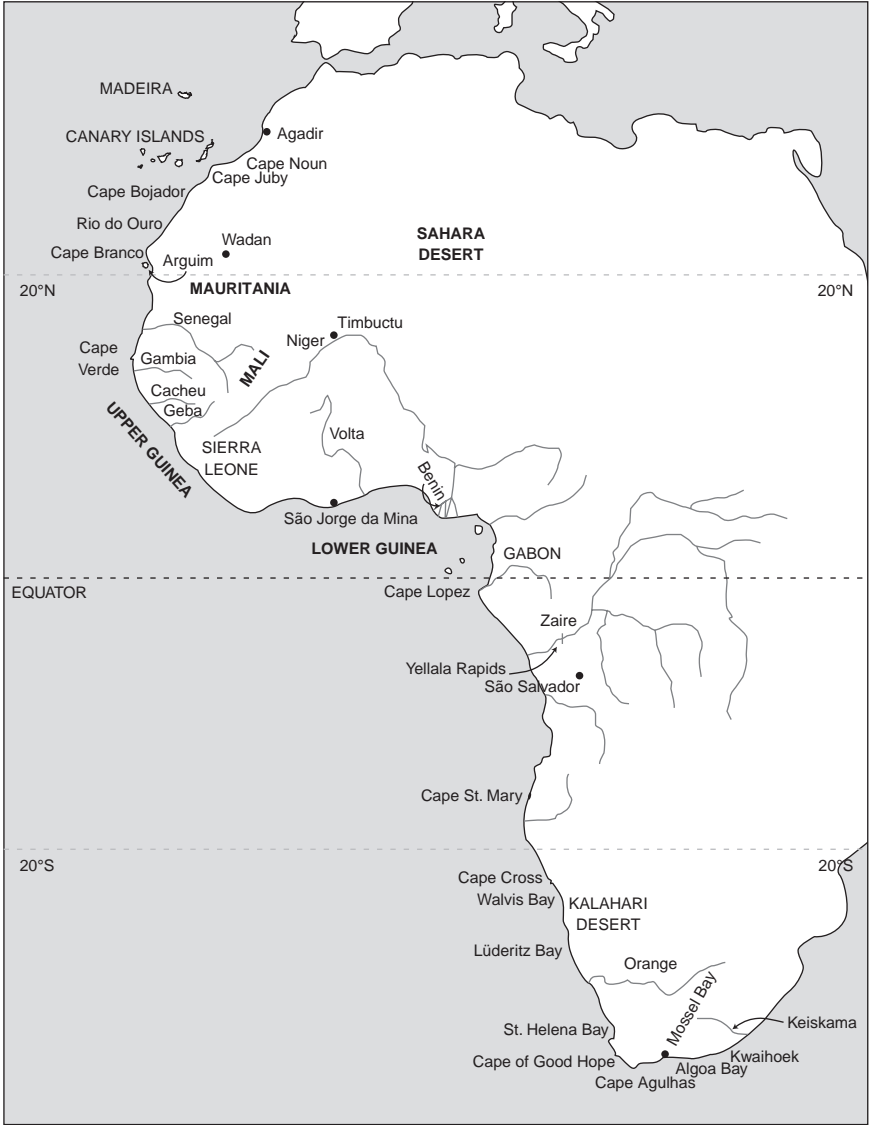 MADEIRA
CANARY ISLANDS
Agadir
Cape Noun
Cape Juby
Cape Bojador
Rio do Ouro
Wadan
SAHARA
DESERT
Cape Branco
Arguim
20°N
MAURITANIA
20°N
Senegal
Timbuctu
Niger
Cape
Verde
Gambia
MALI
Cacheu
Geba
UPPER GUINEA
SIERRA
LEONE
Volta
Benin
São Jorge da Mina
LOWER GUINEA
GABON
EQUATOR
Cape Lopez
Zaire
Yellala Rapids
São Salvador
Cape St. Mary
20°S
20°S
Cape Cross
Walvis Bay
KALAHARI
DESERT
Lüderitz Bay
Orange
Mossel Bay
St. Helena Bay
Keiskama
Cape of Good Hope
Kwaihoek
Algoa Bay
Cape Agulhas